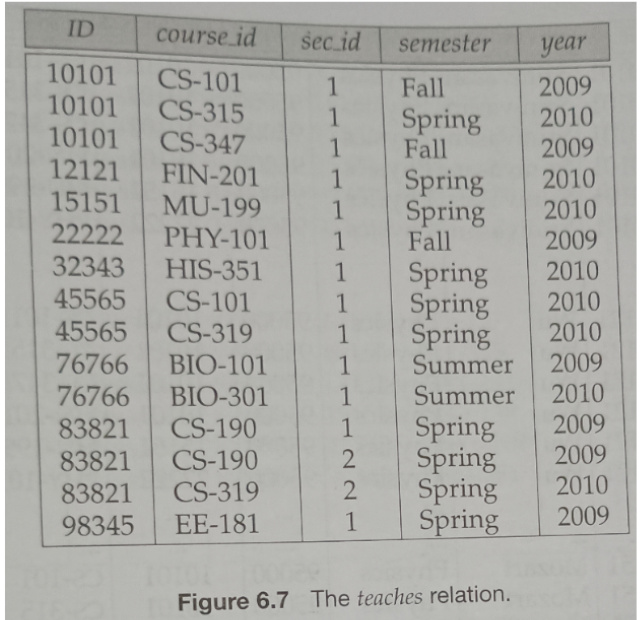 ID course_id sec_id semester year
10101 CS-101 1 Fall 2009
10101 CS-315 1 Spring 2010
10101 CS-347 1 Fall 2009
12121 FIN-201 1 Spring 2010
15151 MU-199 1 Spring 2010
22222 PHY-101 1 Fall 2009
32343 HIS-351 1 Spring 2010
45565 CS-101 1 Spring 2010
45565 CS-319 1 Spring 2010
76766 BIO-101 1 Summer 2009
76766 BIO-301 1 Summer 2010
83821 CS-190 1 Spring 2009
83821 CS-190 2 Spring 2009
83821 CS-319 2 Spring 2010
98345 EE-181 1 Spring 2009
Figure 6.7 The teaches relation.